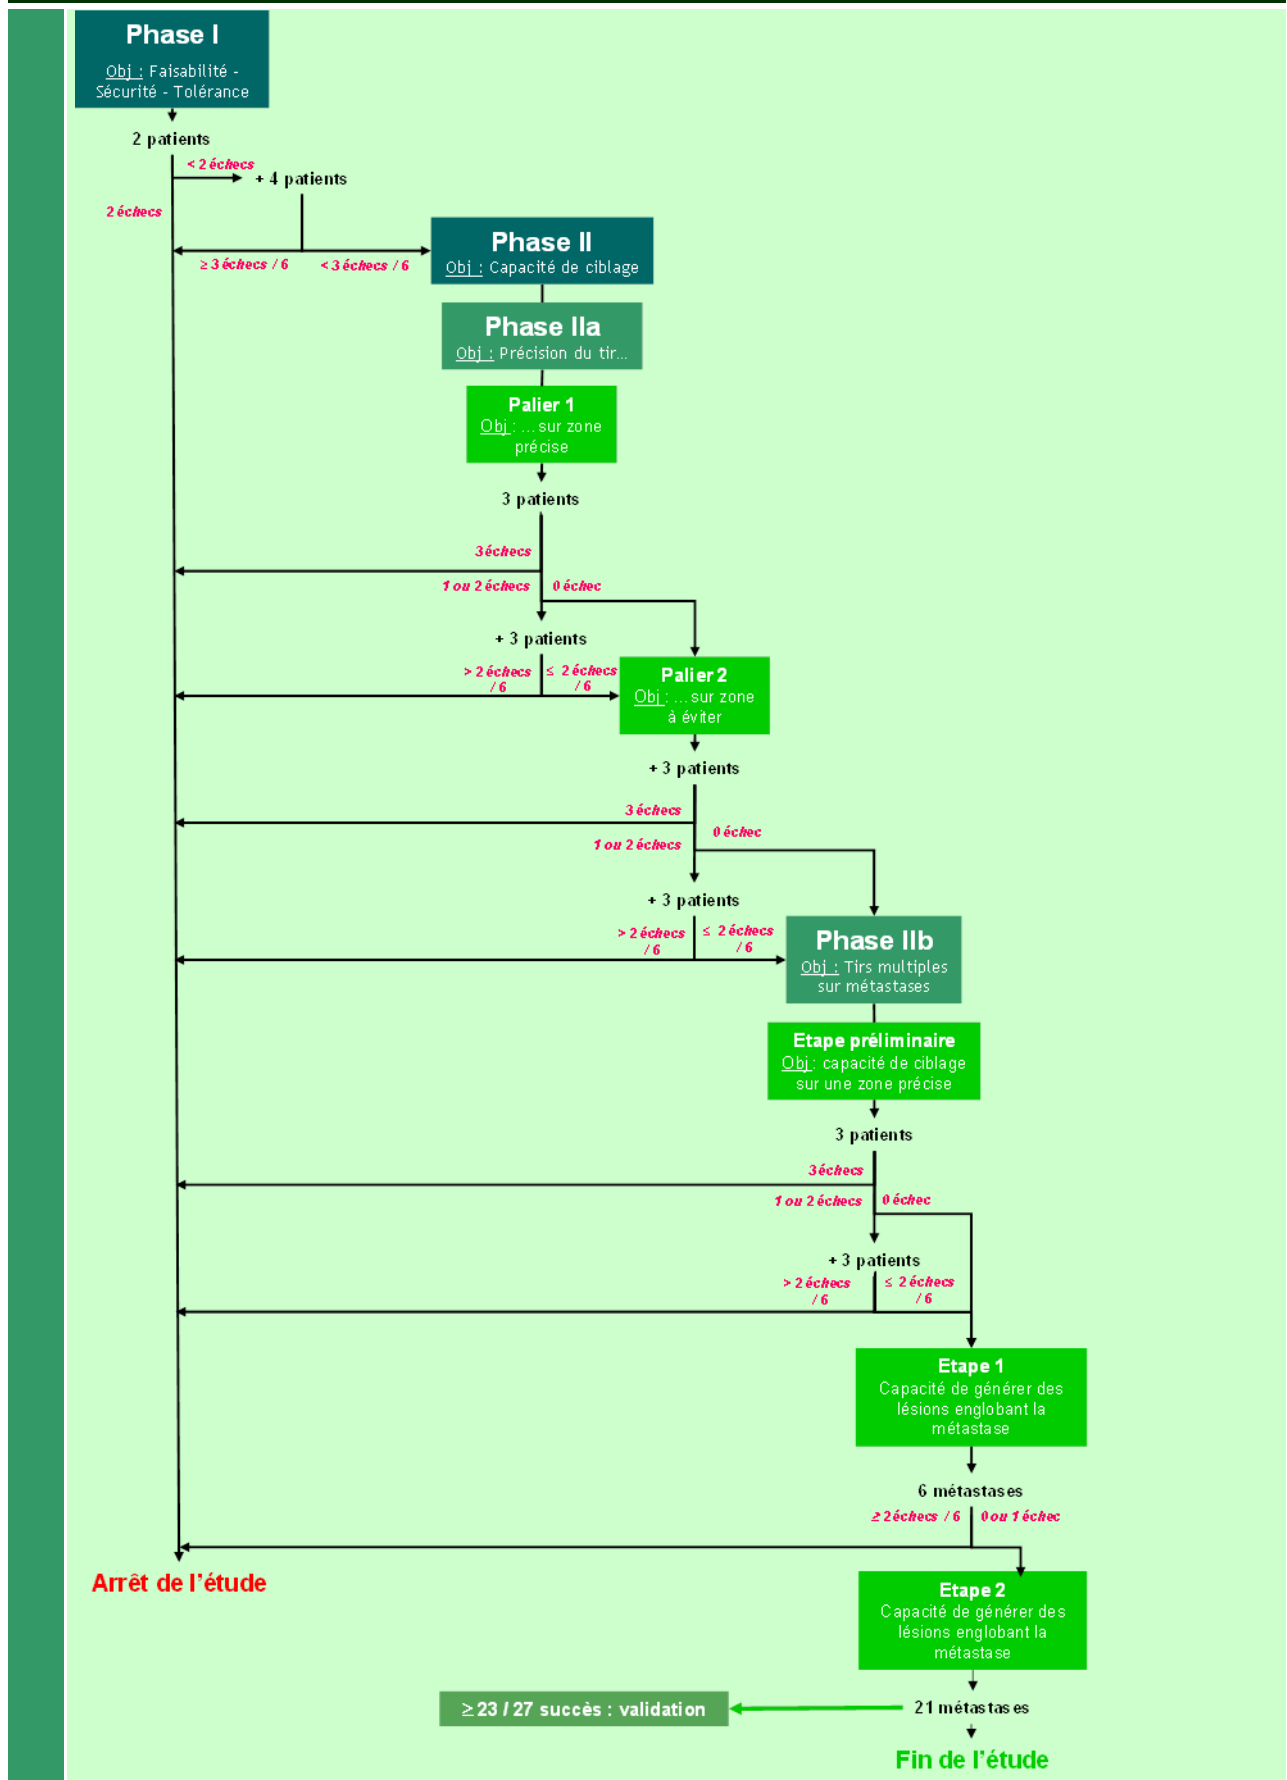 Phase I
Obj : Faisabilité -
Sécurité - Tolérance
2 patients
< 2 échecs
+ 4 patients
2 échecs
≥ 3 échecs / 6
< 3 échecs / 6
Phase II
Obj : Capacité de ciblage
Phase IIa
Obj : Précision du tir...
Palier 1
Obj : ... sur zone
précise
3 patients
3 échecs
1 ou 2 échecs
0 échec
+ 3 patients
> 2 échecs
/ 6
≤ 2 échecs
/ 6
Palier 2
Obj : ... sur zone
à éviter
+ 3 patients
3 échecs
1 ou 2 échecs
0 échec
+ 3 patients
> 2 échecs
/ 6
≤ 2 échecs
/ 6
Phase IIb
Obj : Tirs multiples
sur métastases
Etape préliminaire
Obj : capacité de ciblage
sur une zone précise
3 patients
3 échecs
1 ou 2 échecs
0 échec
+ 3 patients
> 2 échecs
/ 6
≤ 2 échecs
/ 6
Etape 1
Capacité de générer des
lésions englobant la
métastase
6 métastases
≥ 2 échecs / 6
0 ou 1 échec
Arrêt de l'étude
Etape 2
Capacité de générer des
lésions englobant la
métastase
≥ 23 / 27 succès : validation
21 métastases
Fin de l'étude